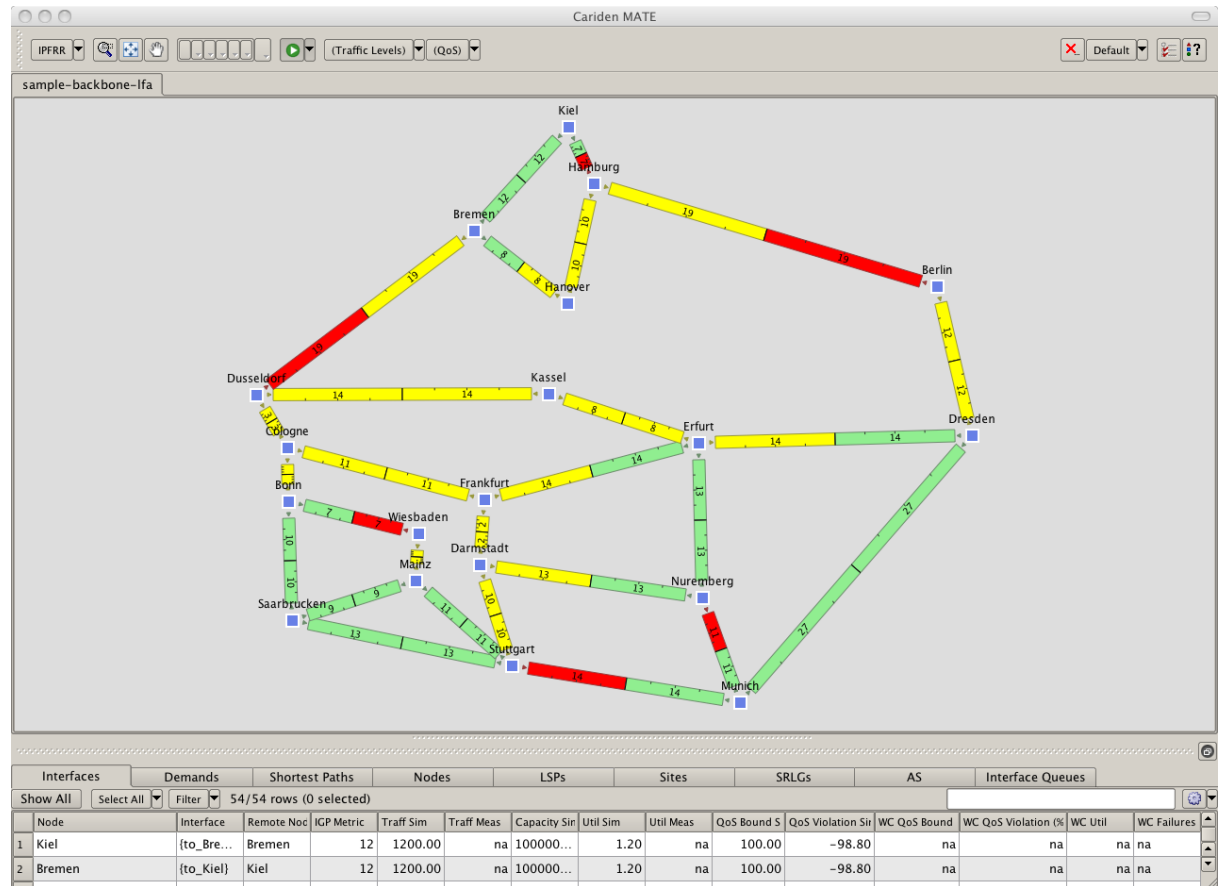 Cariden MATE
IPFRR (Traffic Levels) (QoS) Default
sample-backbone-lfa
Kiel
7
Hamburg
12
12
19
Bremen
10
19
8
10
8
Hanover
Berlin
19
12
19
12
Dusseldorf
14
14
Kassel
8
8
3
Cologne
Erfurt
14
14
Dresden
11
11
14
14
Frankfurt
Bonn
13
7
7
Wiesbaden
2
2
27
10
Darmstadt
13
Mainz
13
13
10
Nuremberg
10
9
9
11
11
10
Saarbrucken
13
13
Stuttgart
11
11
27
14
14
Munich
Interfaces Demands Shortest Paths Nodes LSPs Sites SRLGs AS Interface Queues
Show All Select All Filter 54/54 rows (0 selected)
Node Interface Remote Noc IGP Metric Traff Sim Traff Meas Capacity Sin Util Sim Util Meas QoS Bound S QoS Violation Sir WC QoS Bound WC QoS Violation (% WC Util WC Failures
1 Kiel {to_Bre... Bremen 12 1200.00 na 100000... 1.20 na 100.00 -98.80 na na na na
2 Bremen {to_Kiel} Kiel 12 1200.00 na 100000... 1.20 na 100.00 -98.80 na na na na